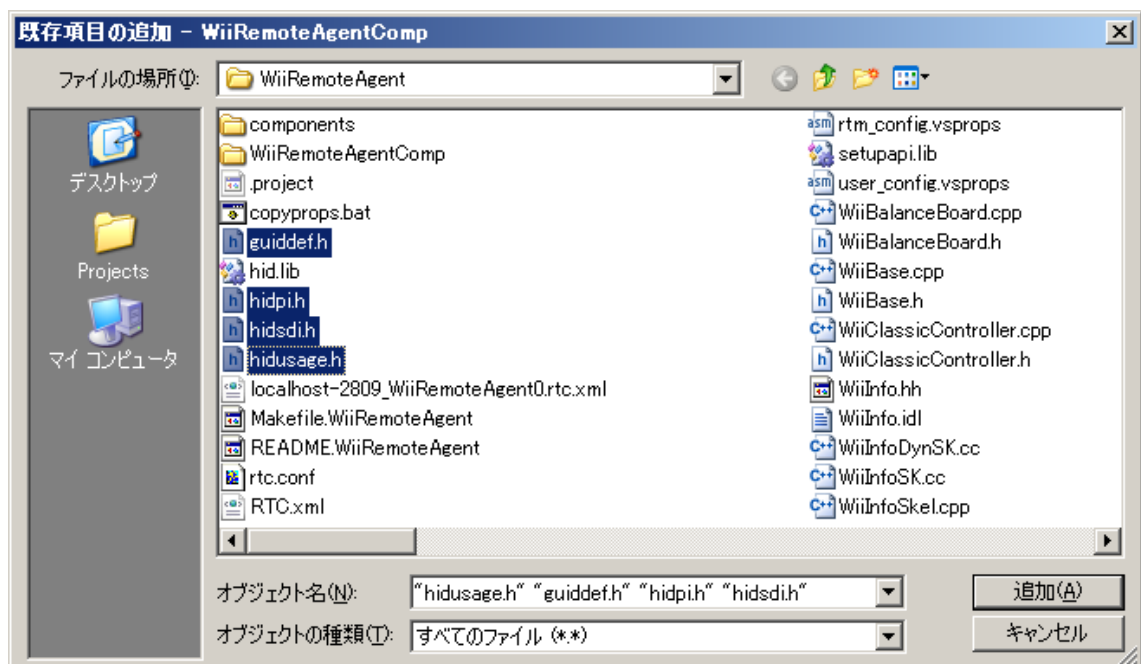 既存項目の追加 - WiiRemoteAgentComp
ファイルの場所(I):
WiiRemoteAgent
デスクトップ
Projects
マイ コンピュータ
components
WiiRemoteAgentComp
.project
copyprops.bat
guiddef.h
hid.lib
hidpi.h
hidsdi.h
hidusage.h
localhost-2809_WiiRemoteAgent0.rtc.xml
Makefile.WiiRemoteAgent
README.WiiRemoteAgent
rtc.conf
RTC.xml
rtm_config.vsprops
setupapi.lib
user_config.vsprops
WiiBalanceBoard.cpp
WiiBalanceBoard.h
WiiBase.cpp
WiiBase.h
WiiClassicController.cpp
WiiClassicController.h
WiiInfo.hh
WiiInfo.idl
WiiInfoDynSK.cc
WiiInfoSK.cc
WiiInfoSkel.cpp
オブジェクト名(N):
"hidusage.h" "guiddef.h" "hidpi.h" "hidsdi.h"
追加(A)
オブジェクトの種類(T):
すべてのファイル (*.*)
キャンセル